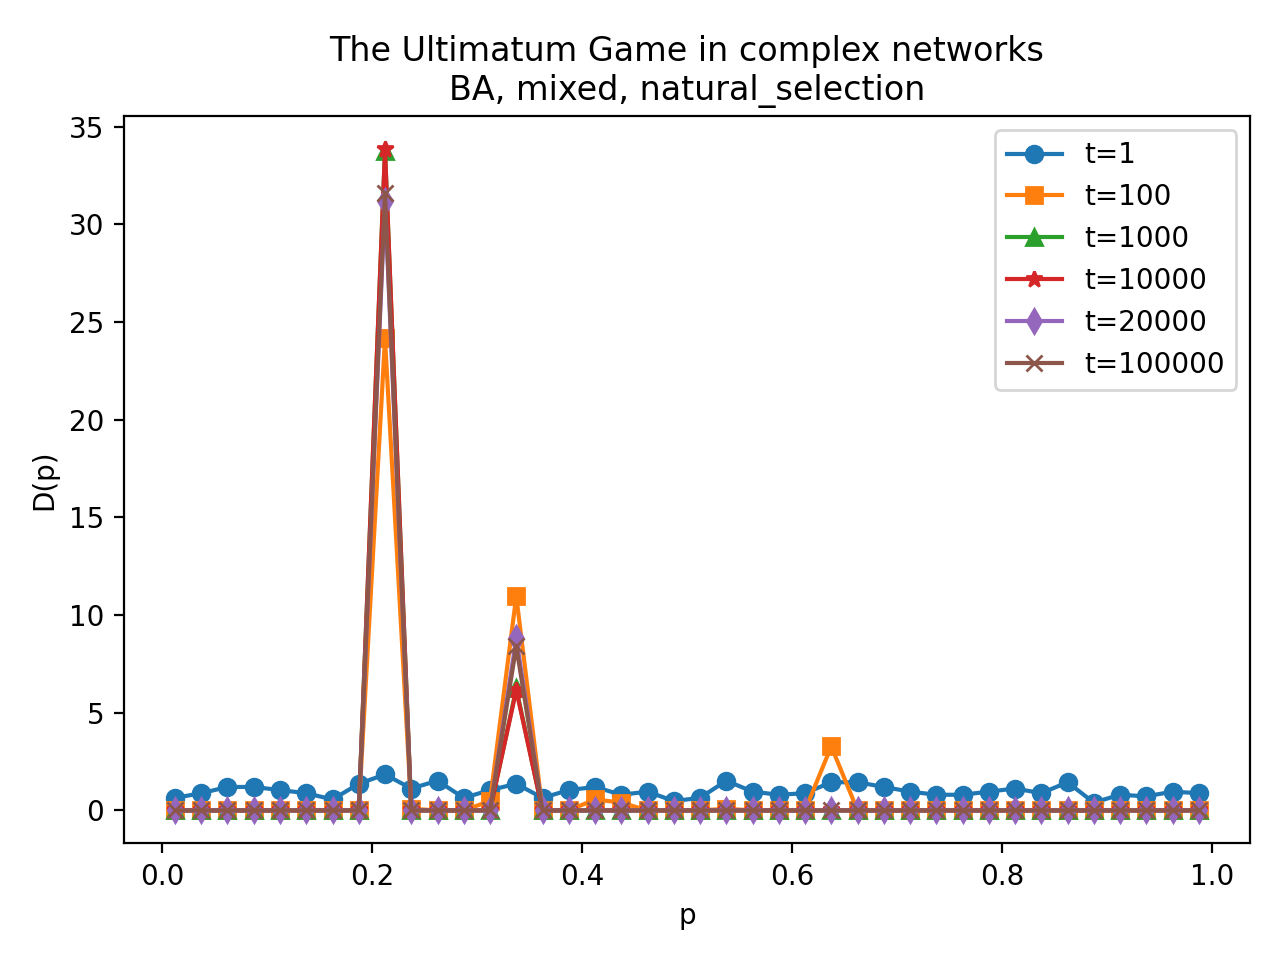 The Ultimatum Game in complex networks
BA, mixed, natural_selection
35
30
25
20
15
10
5
0
D(p)
t=1
t=100
t=1000
t=10000
t=20000
t=100000
0.0 0.2 0.4 0.6 0.8 1.0
p